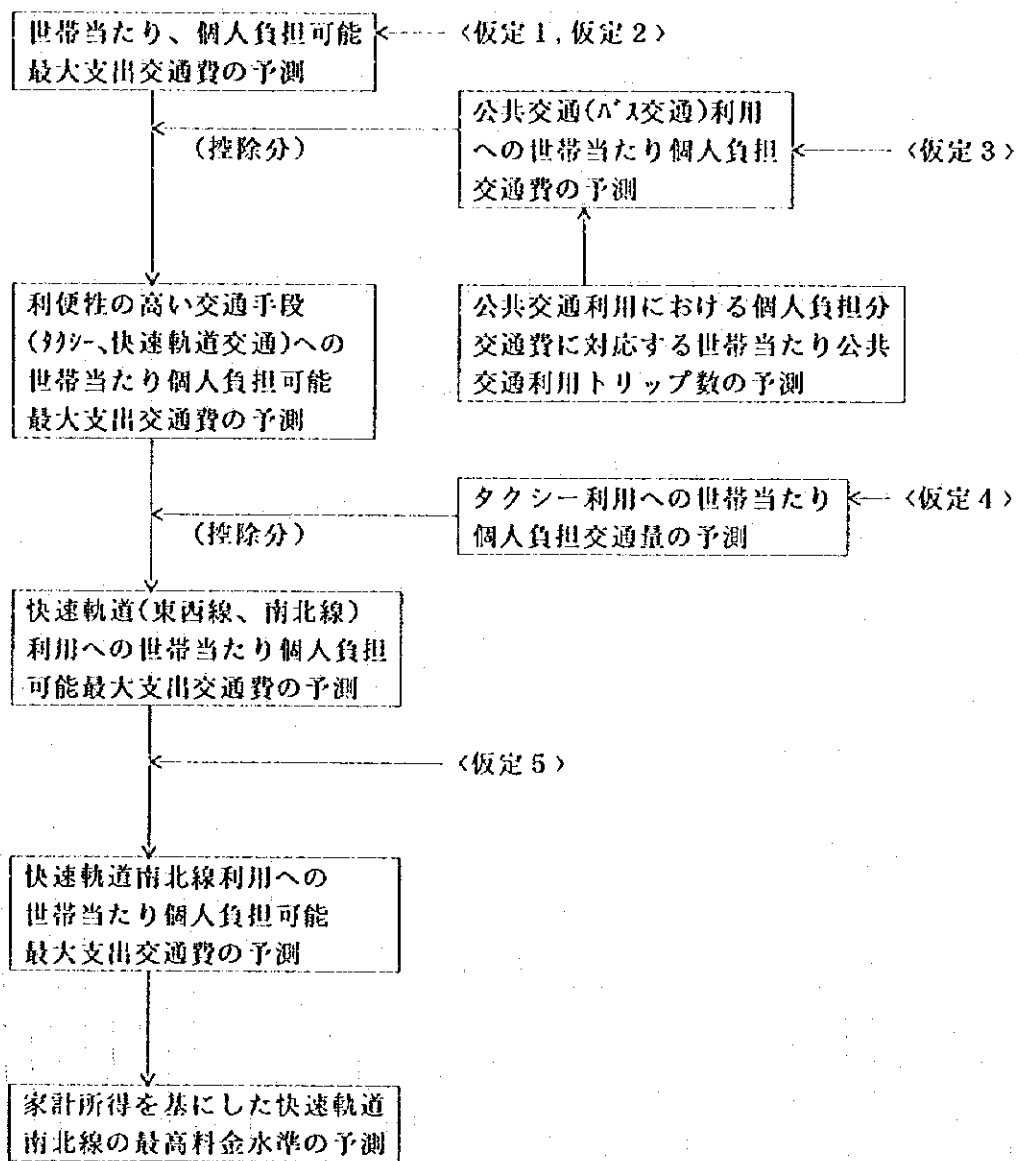 世帯当たり、個人負担可能
最大支出交通費の予測
〈仮定1,仮定2〉
公共交通(バス交通)利用
への世帯当たり個人負担
交通費の予測
(控除分)
〈仮定3〉
利便性の高い交通手段
(タクシー、快速軌道交通)への
世帯当たり個人負担可能
最大支出交通費の予測
公共交通利用における個人負担分
交通費に対応する世帯当たり公共
交通利用トリップ数の予測
タクシー利用への世帯当たり
個人負担交通量の予測
〈仮定4〉
(控除分)
快速軌道(東西線、南北線)
利用への世帯当たり個人負担
可能最大支出交通費の予測
〈仮定5〉
快速軌道南北線利用への
世帯当たり個人負担可能
最大支出交通費の予測
家計所得を基にした快速軌道
南北線の最高料金水準の予測